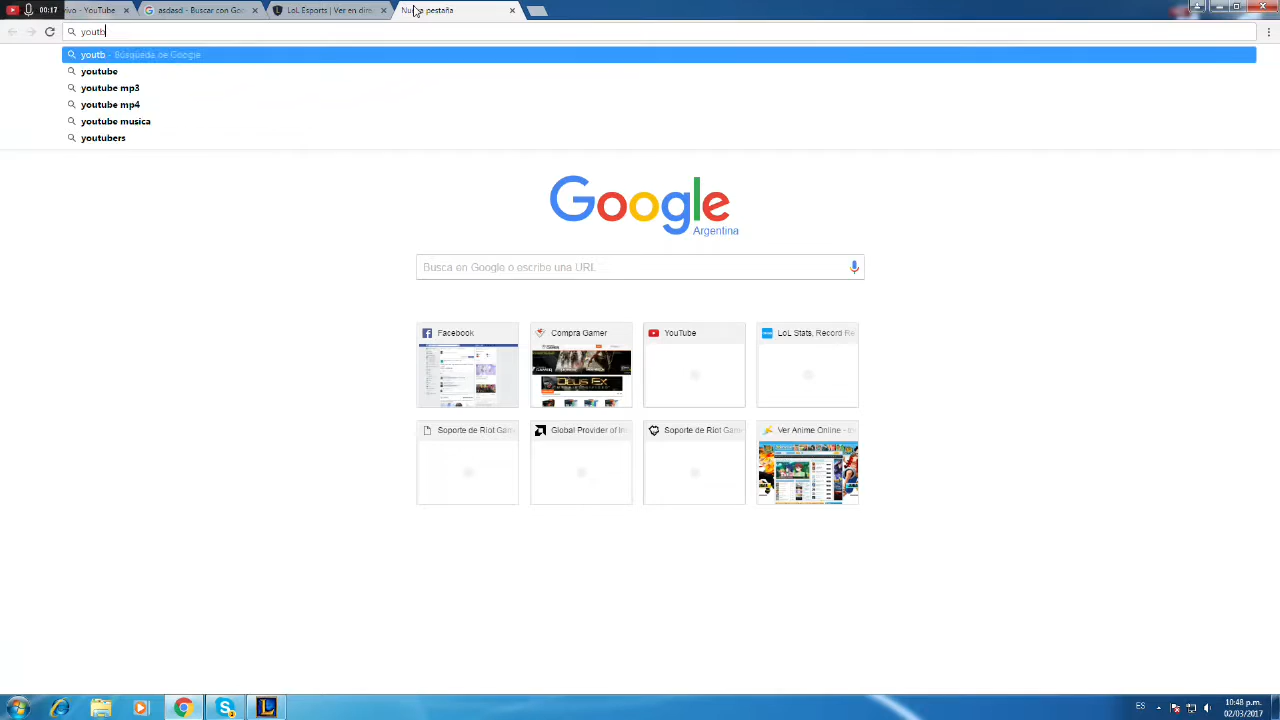 00:17
ivo - YouTube
asdasd - Buscar con Goo
LoL Esports | Ver en dire
Nueva pestaña
youtb
youtb - Búsqueda de Google
youtube
youtube mp3
youtube mp4
youtube musica
youtubers
Google
Argentina
Busca en Google o escribe una URL
Facebook
Compra Gamer
YouTube
LoL Stats, Record Re
Soporte de Riot Gam
Global Provider of In
Soporte de Riot Gam
Ver Anime Online -
ES
10:48 p.m.
02/03/2017